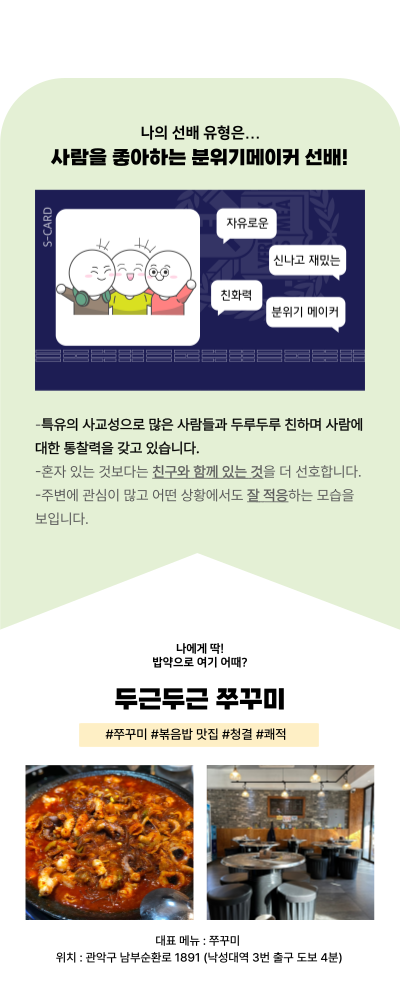 나의 선배 유형은...
사람을 좋아하는 분위기메이커 선배!
S-CARD
자유로운
신나고 재밌는
친화력
분위기 메이커
-특유의 사교성으로 많은 사람들과 두루두루 친하며 사람에
대한 통찰력을 갖고 있습니다.
-혼자 있는 것보다는 친구와 함께 있는 것을 더 선호합니다.
-주변에 관심이 많고 어떤 상황에서도 잘 적응하는 모습을
보입니다.
나에게 딱!
밥약으로 여기 어때?
두근두근 쭈꾸미
#쭈꾸미 #볶음밥 맛집 #청결 #쾌적
대표 메뉴 : 쭈꾸미
위치 : 관악구 남부순환로 1891 (낙성대역 3번 출구 도보 4분)